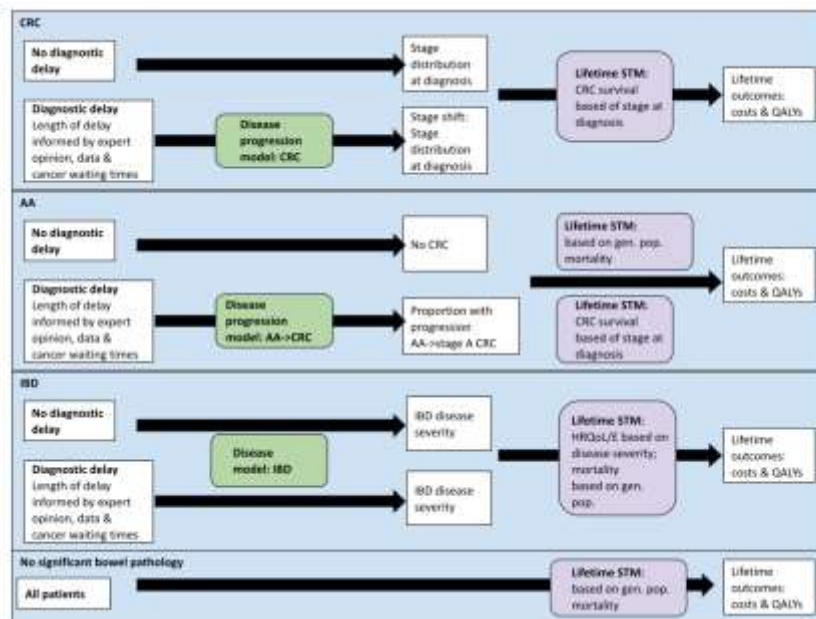 CRC
No diagnostic
delay
Stage
distribution
at diagnosis
Diagnostic delay
Length of delay
informed by expert
opinion, data &
cancer waiting times
Disease
progression
model: CRC
Stage shift:
Stage
distribution
at diagnosis
Lifetime STM:
CRC survival
based of stage at
diagnosis
Lifetime
outcomes:
costs & QALYs
AA
No diagnostic
delay
No CRC
Diagnostic delay
Length of delay
informed by expert
opinion, data &
cancer waiting times
Disease
progression
model: AA->CRC
Proportion with
progression
AA->stage A CRC
Lifetime STM:
based on gen. pop.
mortality
Lifetime STM:
CRC survival
based of stage at
diagnosis
Lifetime
outcomes:
costs & QALYs
IBD
No diagnostic
delay
IBD disease
severity
Diagnostic delay
Length of delay
informed by expert
opinion, data &
cancer waiting times
Disease
model: IBD
IBD disease
severity
Lifetime STM:
HRQoL/E based on
disease severity;
mortality
based on gen.
pop.
Lifetime
outcomes:
costs & QALYs
No significant bowel pathology
All patients
Lifetime STM:
based on gen. pop.
mortality
Lifetime
outcomes:
costs & QALYs